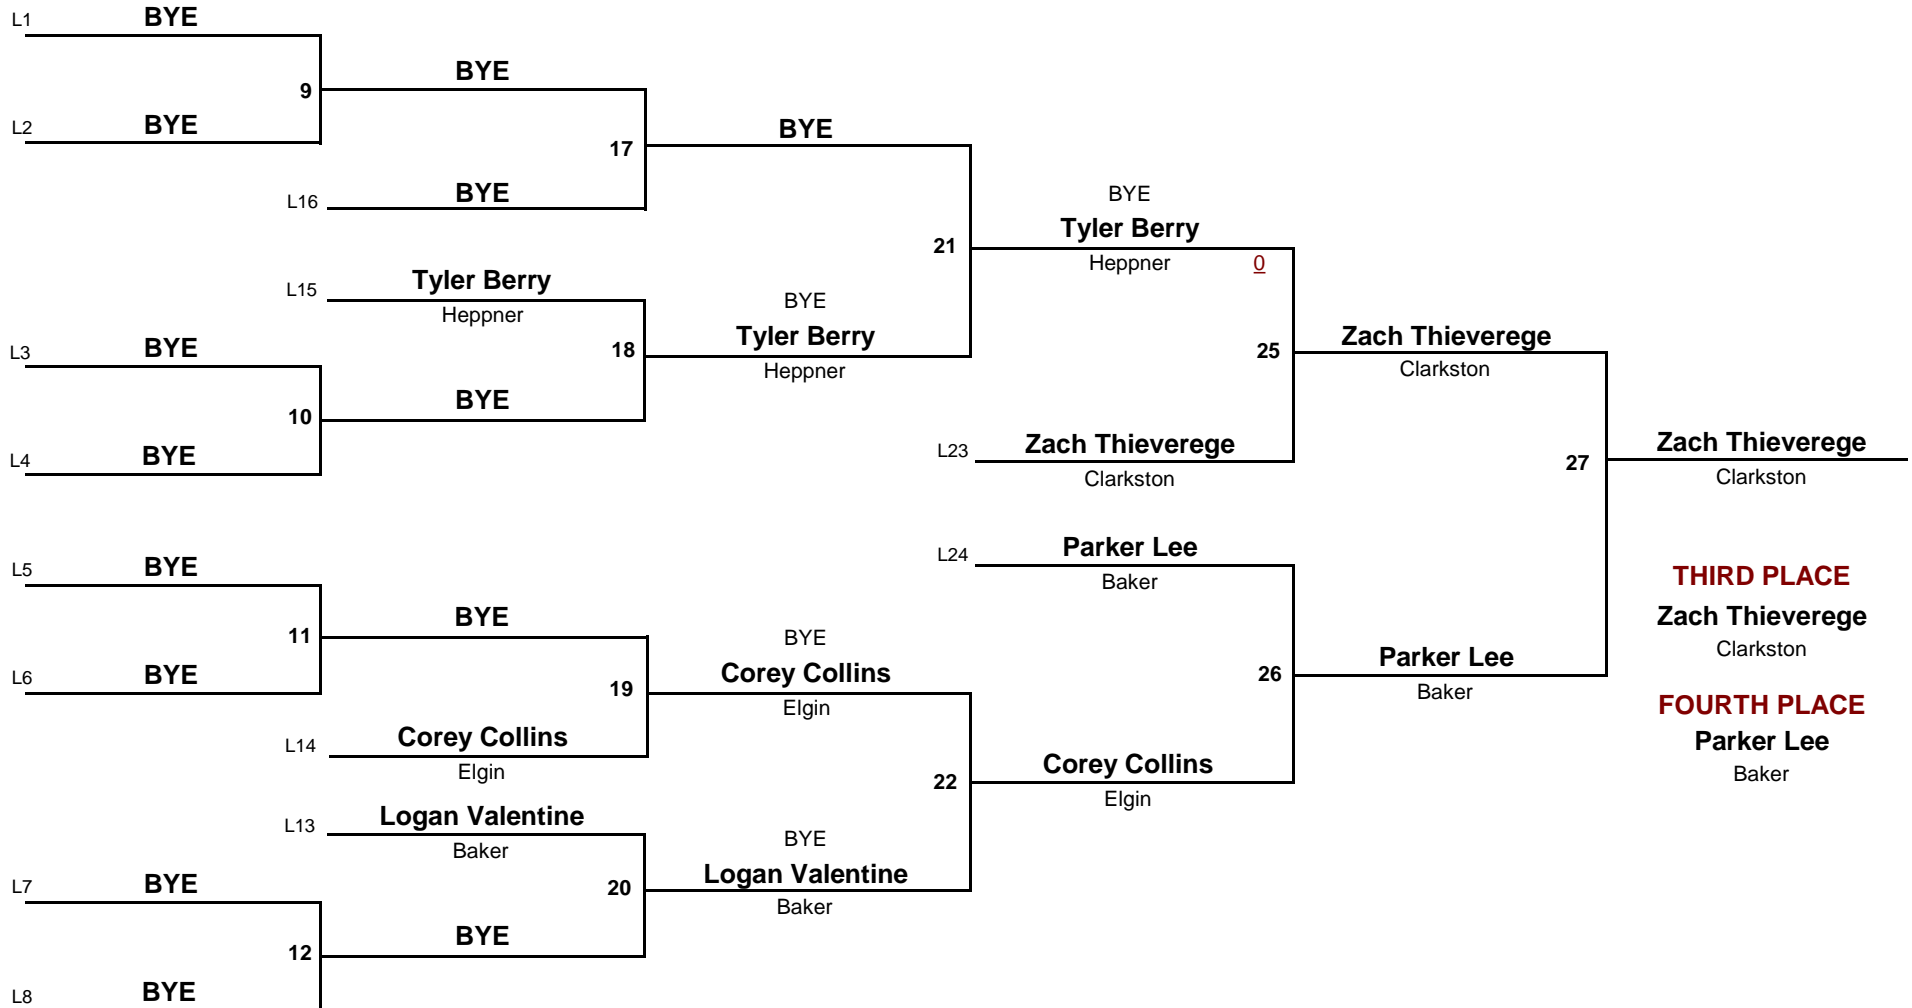 L1 BYE
9
L2 BYE
BYE
17
L16 BYE
BYE
L15 Tyler Berry
Heppner
18
L3 BYE
10
L4 BYE
BYE
BYE
Tyler Berry
Heppner
21
BYE
Tyler Berry
Heppner 0
25
L23 Zach Thieverege
Clarkston
Zach Thieverege
Clarkston
27
Zach Thieverege
Clarkston
L5 BYE
11
L6 BYE
BYE
19
L14 Corey Collins
Elgin
BYE
Corey Collins
Elgin
22
L13 Logan Valentine
Baker
20
L7 BYE
12
L8 BYE
BYE
BYE
Logan Valentine
Baker
L24 Parker Lee
Baker
26
Corey Collins
Elgin
Parker Lee
Baker
THIRD PLACE
Zach Thieverege
Clarkston
FOURTH PLACE
Parker Lee
Baker